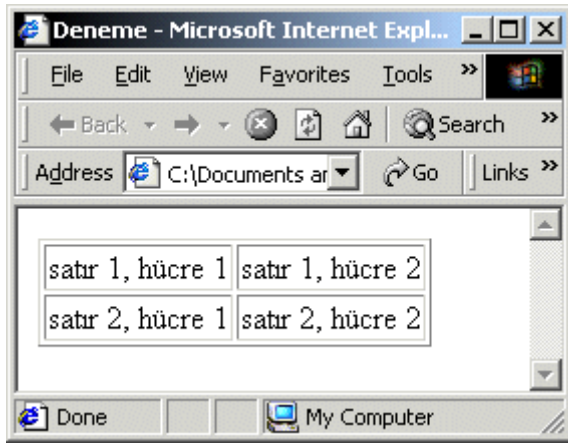 Deneme - Microsoft Internet Expl...
File Edit View Favorites Tools »
Back Search »
Address C:\Documents ar Go Links »
satır 1, hücre 1 satır 1, hücre 2
satır 2, hücre 1 satır 2, hücre 2
Done My Computer